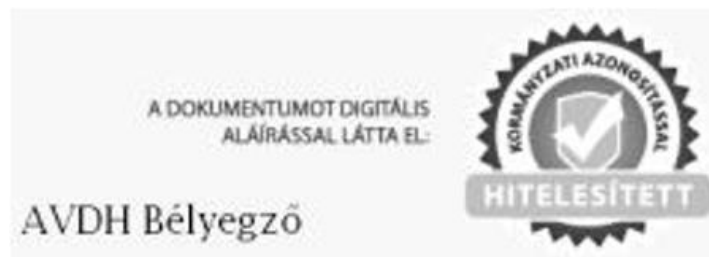 A DOKUMENTUMOT DIGITÁLIS
ALÁÍRÁSSAL LÁTTA EL:
AVDH Bélyegző
KORMÁNYZATI AZONOSÍTÁSSAL
HITELESÍTETT